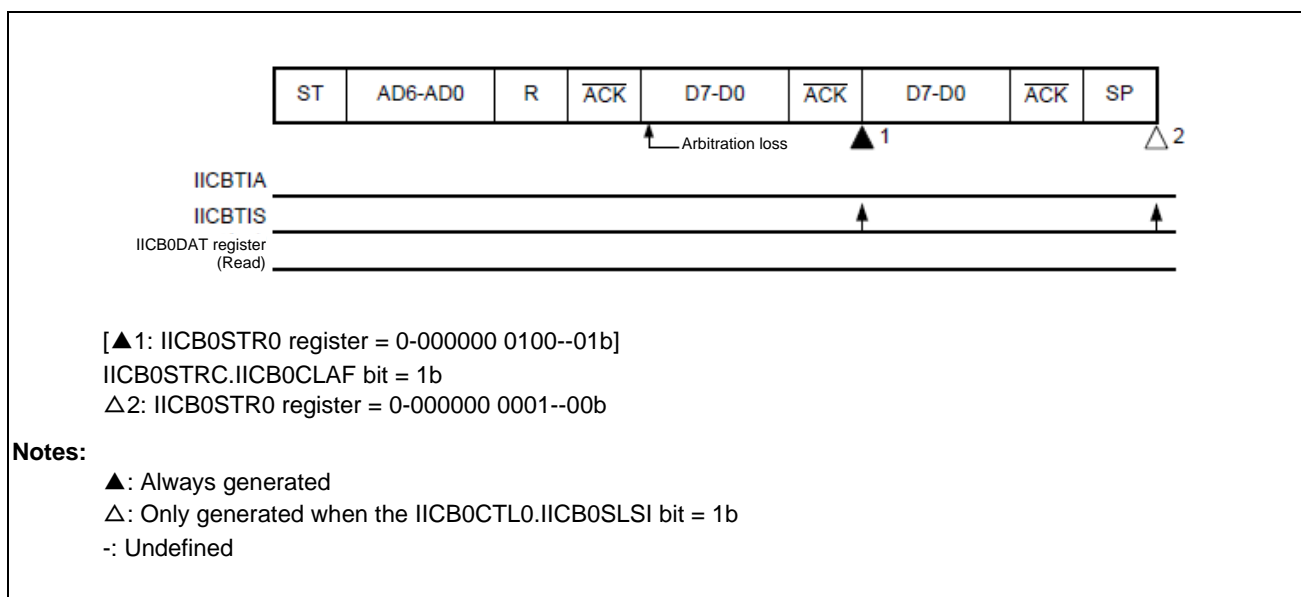 ST AD6-AD0 R ACK D7-D0 ACK D7-D0 ACK SP
Arbitration loss ▲ 1 △ 2
IICBTIA
IICBTIS
IICB0DAT register
(Read)
[▲1: IICB0STR0 register = 0-000000 0100--01b]
IICB0STRC.IICB0CLAF bit = 1b
△2: IICB0STR0 register = 0-000000 0001--00b
Notes:
▲: Always generated
△: Only generated when the IICB0CTL0.IICB0SLSI bit = 1b
-: Undefined